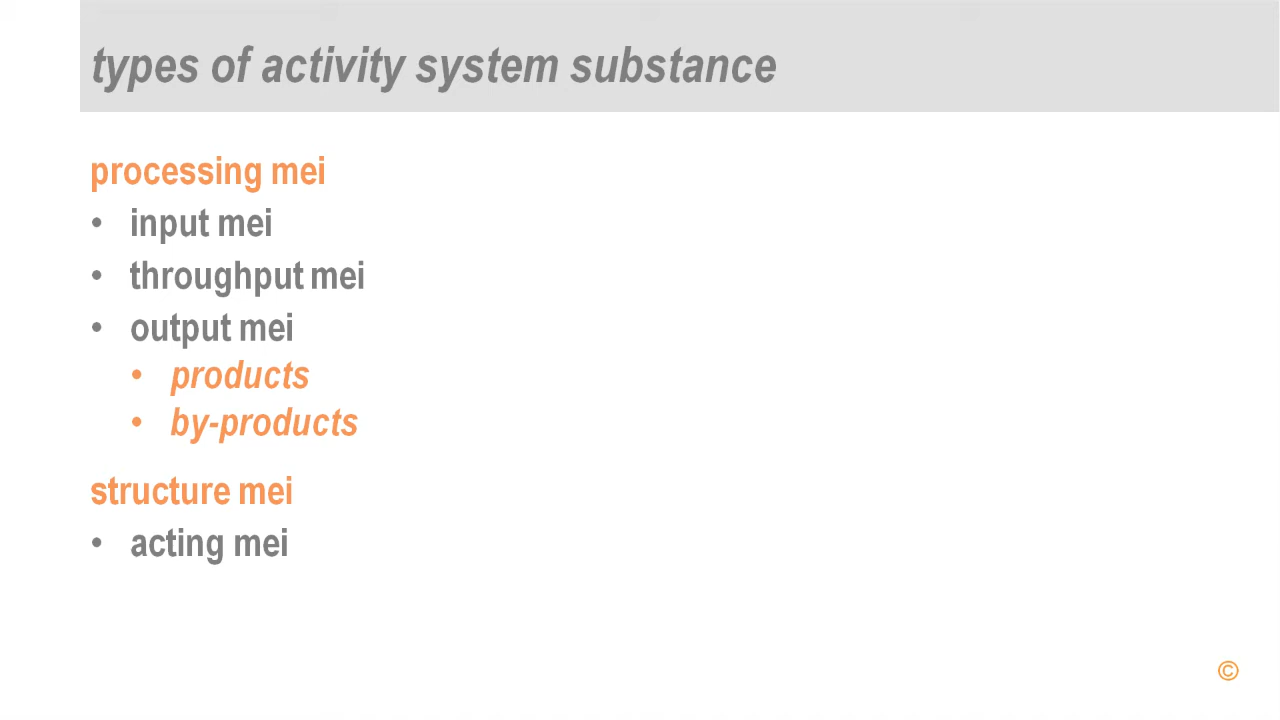 types of activity system substance
processing mei
• input mei
• throughput mei
• output mei
• products
• by-products
structure mei
• acting mei
©